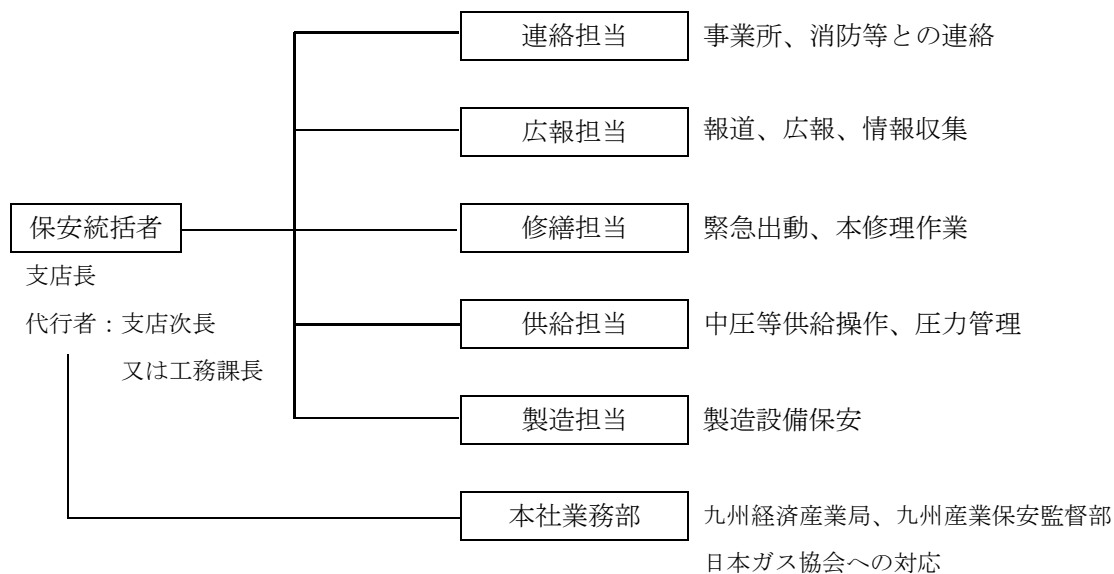 連絡担当 事業所、消防等との連絡
広報担当 報道、広報、情報収集
保安統括者 修繕担当 緊急出動、本修理作業
支店長
代行者：支店次長 供給担当 中圧等供給操作、圧力管理
又は工務課長
製造担当 製造設備保安
本社業務部 九州経済産業局、九州産業保安監督部
日本ガス協会への対応